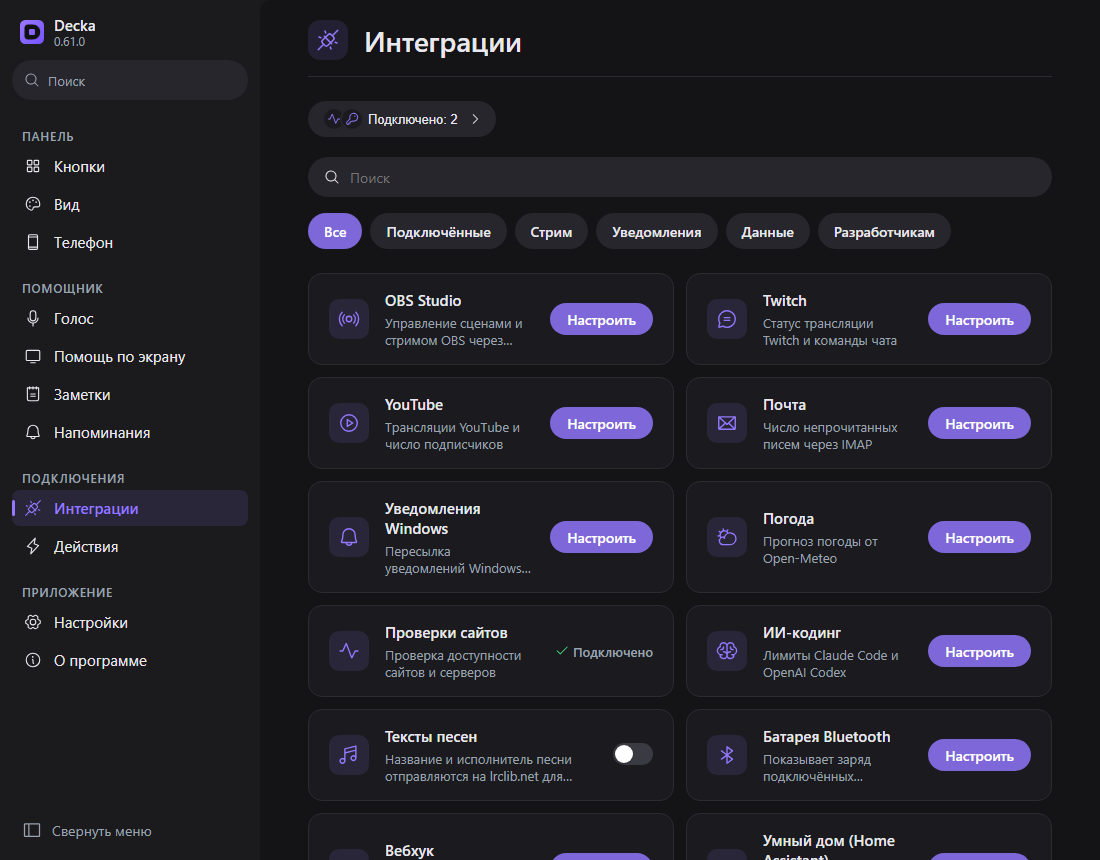 Decka
0.61.0
Поиск
ПАНЕЛЬ
Кнопки
Вид
Телефон
ПОМОЩНИК
Голос
Помощь по экрану
Заметки
Напоминания
ПОДКЛЮЧЕНИЯ
Интеграции
Действия
ПРИЛОЖЕНИЕ
Настройки
О программе
Свернуть меню
Интеграции
Подключено: 2
Поиск
Все
Подключённые
Стрим
Уведомления
Данные
Разработчикам
OBS Studio
Управление сценами и
стримом OBS через...
Настроить
Twitch
Статус трансляции
Twitch и команды чата
Настроить
YouTube
Трансляции YouTube и
число подписчиков
Настроить
Почта
Число непрочитанных
писем через IMAP
Настроить
Уведомления
Windows
Пересылка
уведомлений Windows...
Настроить
Погода
Прогноз погоды от
Open-Meteo
Настроить
Проверки сайтов
Проверка доступности
сайтов и серверов
Подключено
ИИ-кодинг
Лимиты Claude Code и
OpenAI Codex
Настроить
Тексты песен
Название и исполнитель песни
отправляются на lrclib.net для...
Батарея Bluetooth
Показывает заряд
подключённых...
Настроить
Вебхук
Умный дом (Home
Assistant)